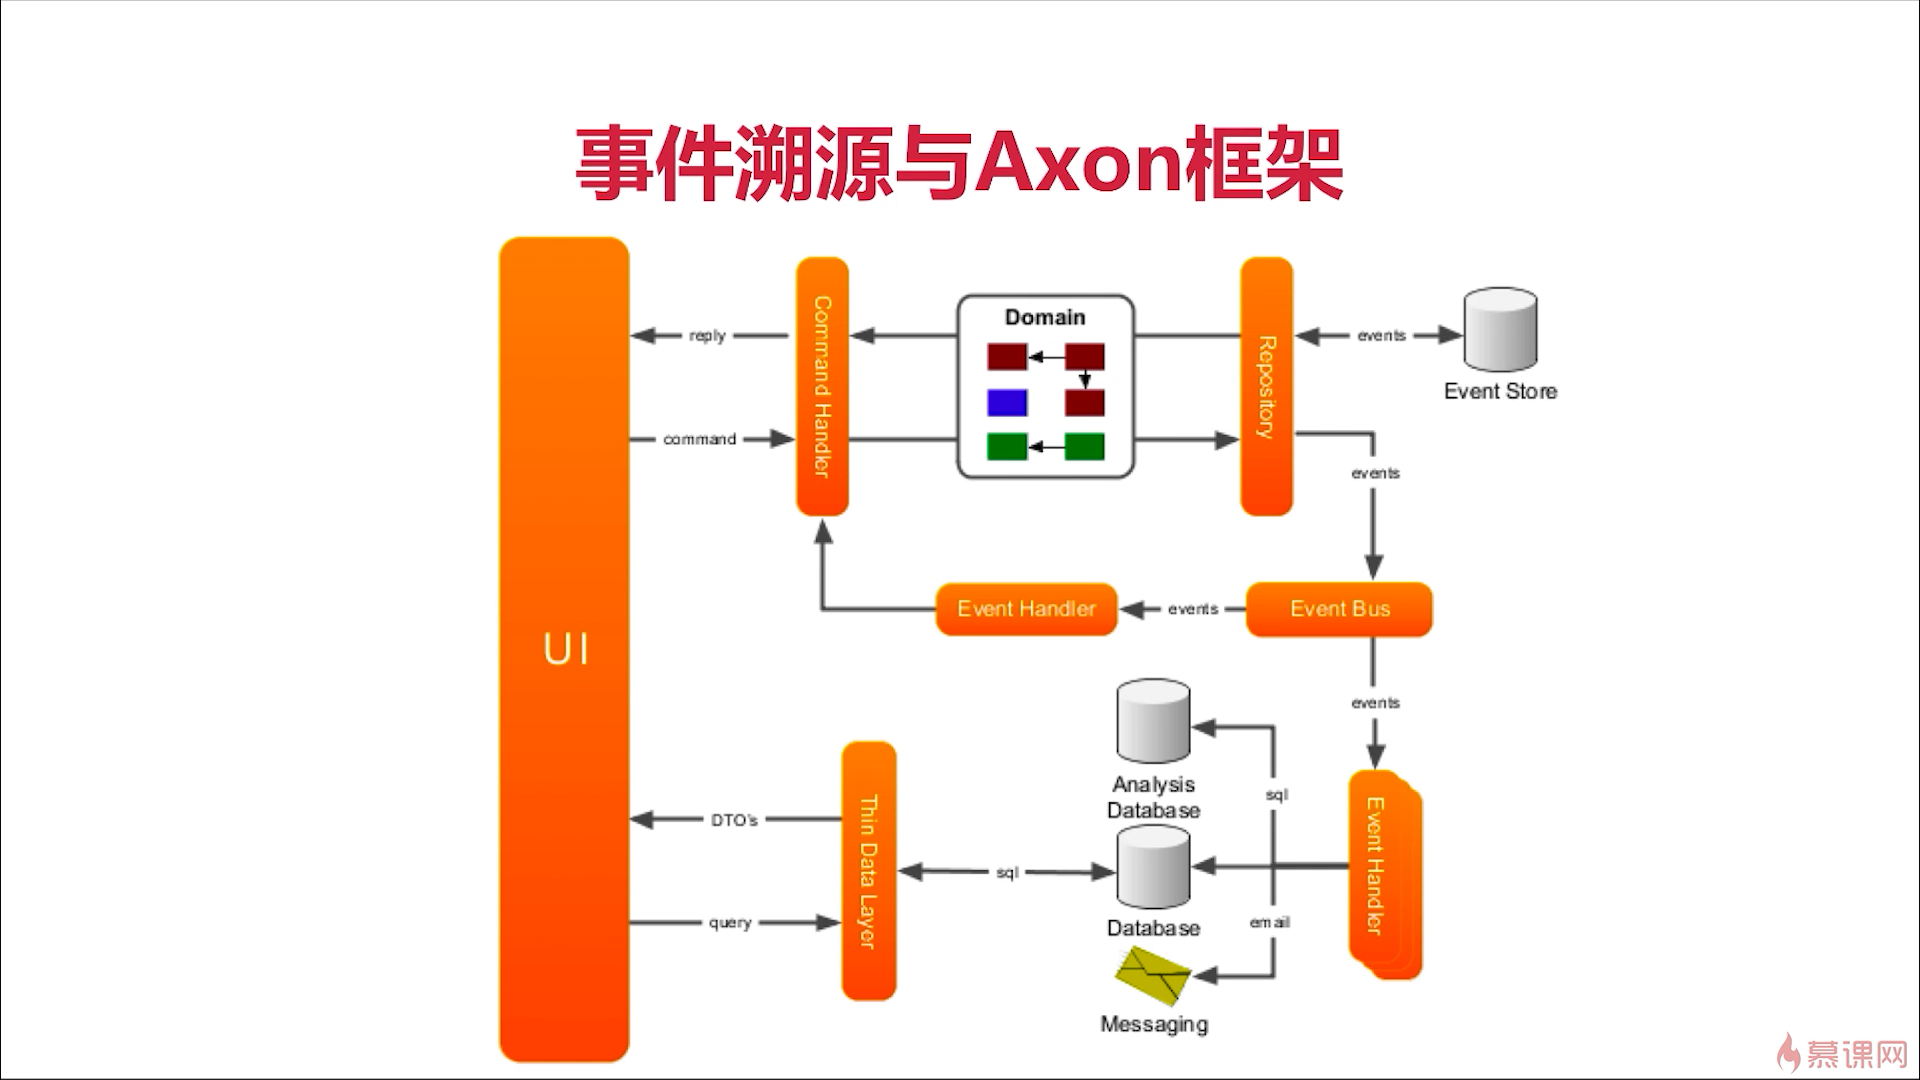 事件溯源与Axon框架
UI
reply
command
Command Handler
Domain
Repository
events
Event Store
events
Event Handler
events
Event Bus
events
Analysis
Database
sql
Event Handler
DTO's
Thin Data Layer
sql
Database
query
email
Messaging
慕课网